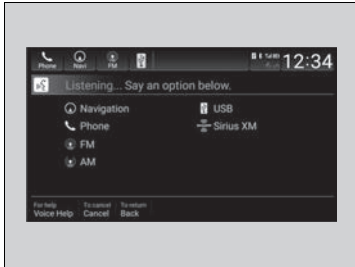 Phone Navi FM 12:34
Listening... Say an option below.
Navigation USB
Phone Sirius XM
FM
AM
For help To cancel To return
Voice Help Cancel Back